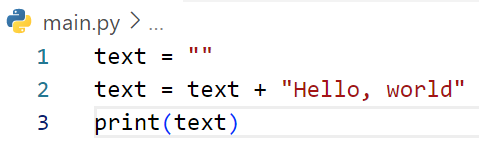 main.py > ...
1 text = ""
2 text = text + "Hello, world"
3 print(text)